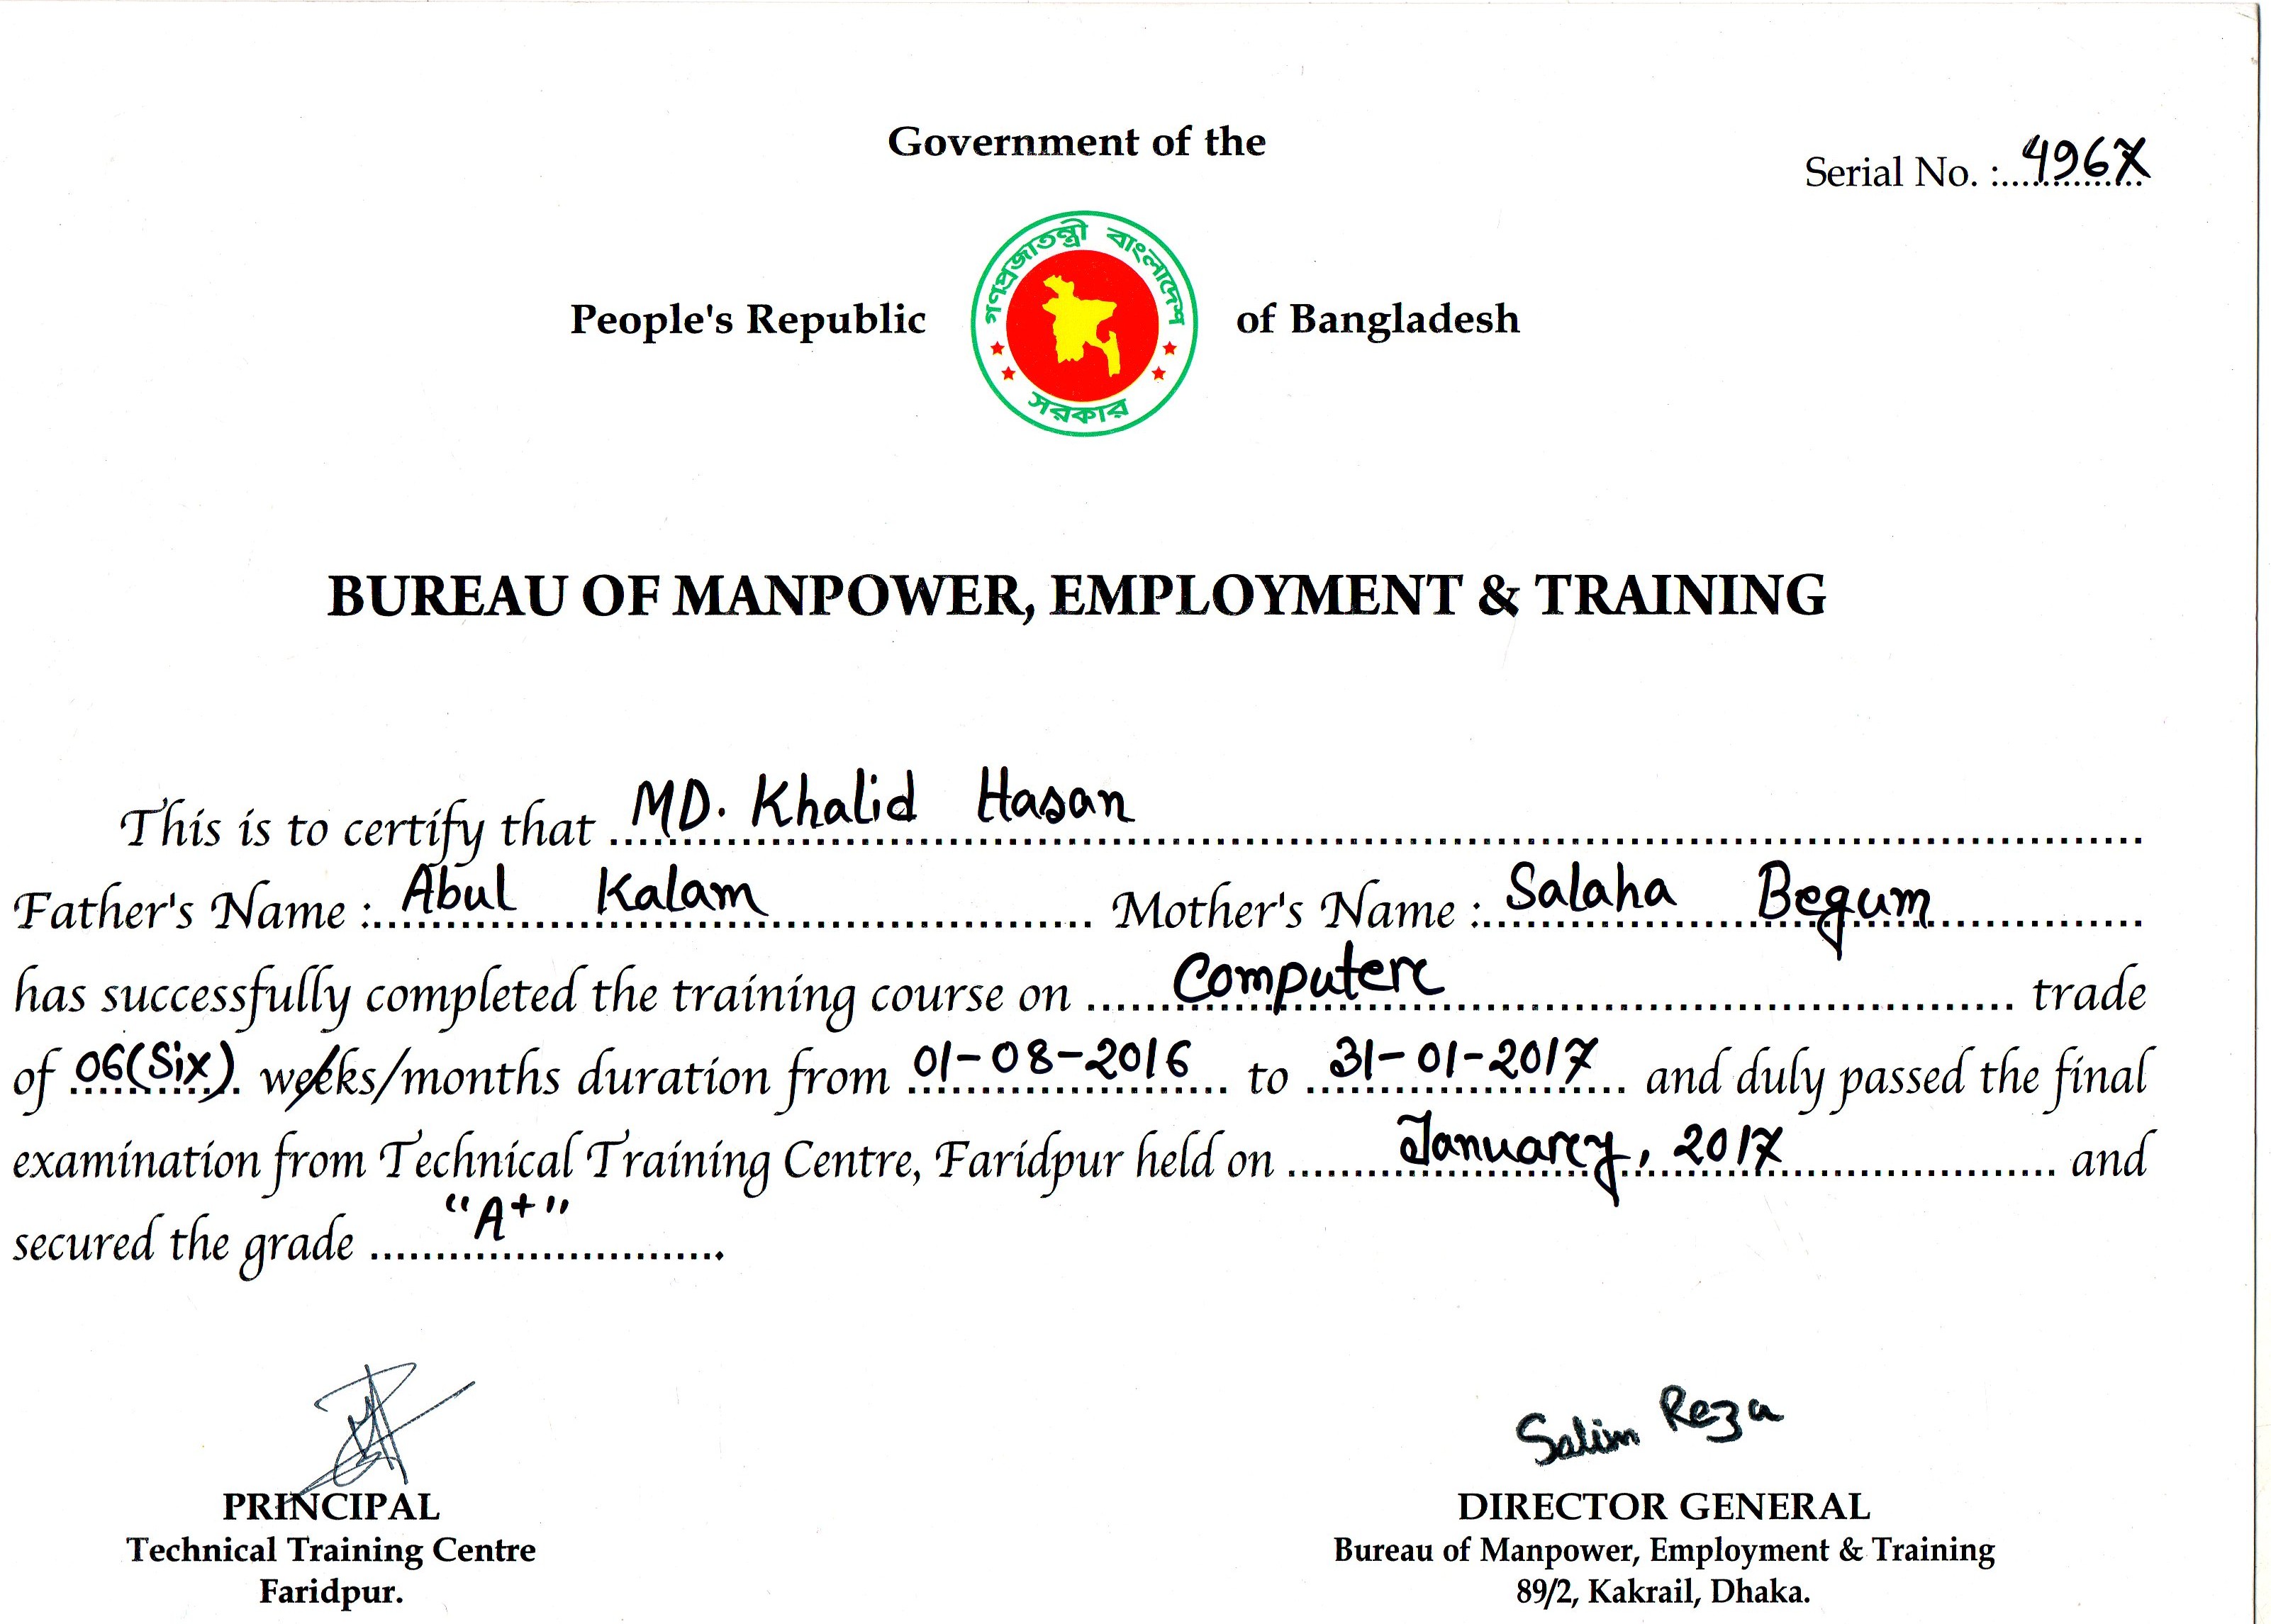 Government of the
Serial No. : 4967
গণপ্রজাতন্ত্রী বাংলাদেশ
People's Republic of Bangladesh
সরকার
BUREAU OF MANPOWER, EMPLOYMENT & TRAINING
This is to certify that MD. Khalid Hasan
Father's Name : Abul Kalam Mother's Name : Salaha Begum
has successfully completed the training course on Computer trade
of 06(Six) weeks/months duration from 01-08-2016 to 31-01-2017 and duly passed the final
examination from Technical Training Centre, Faridpur held on January, 2017 and
secured the grade "A+".
Salim Reza
PRINCIPAL
Technical Training Centre
Faridpur.
DIRECTOR GENERAL
Bureau of Manpower, Employment & Training
89/2, Kakrail, Dhaka.